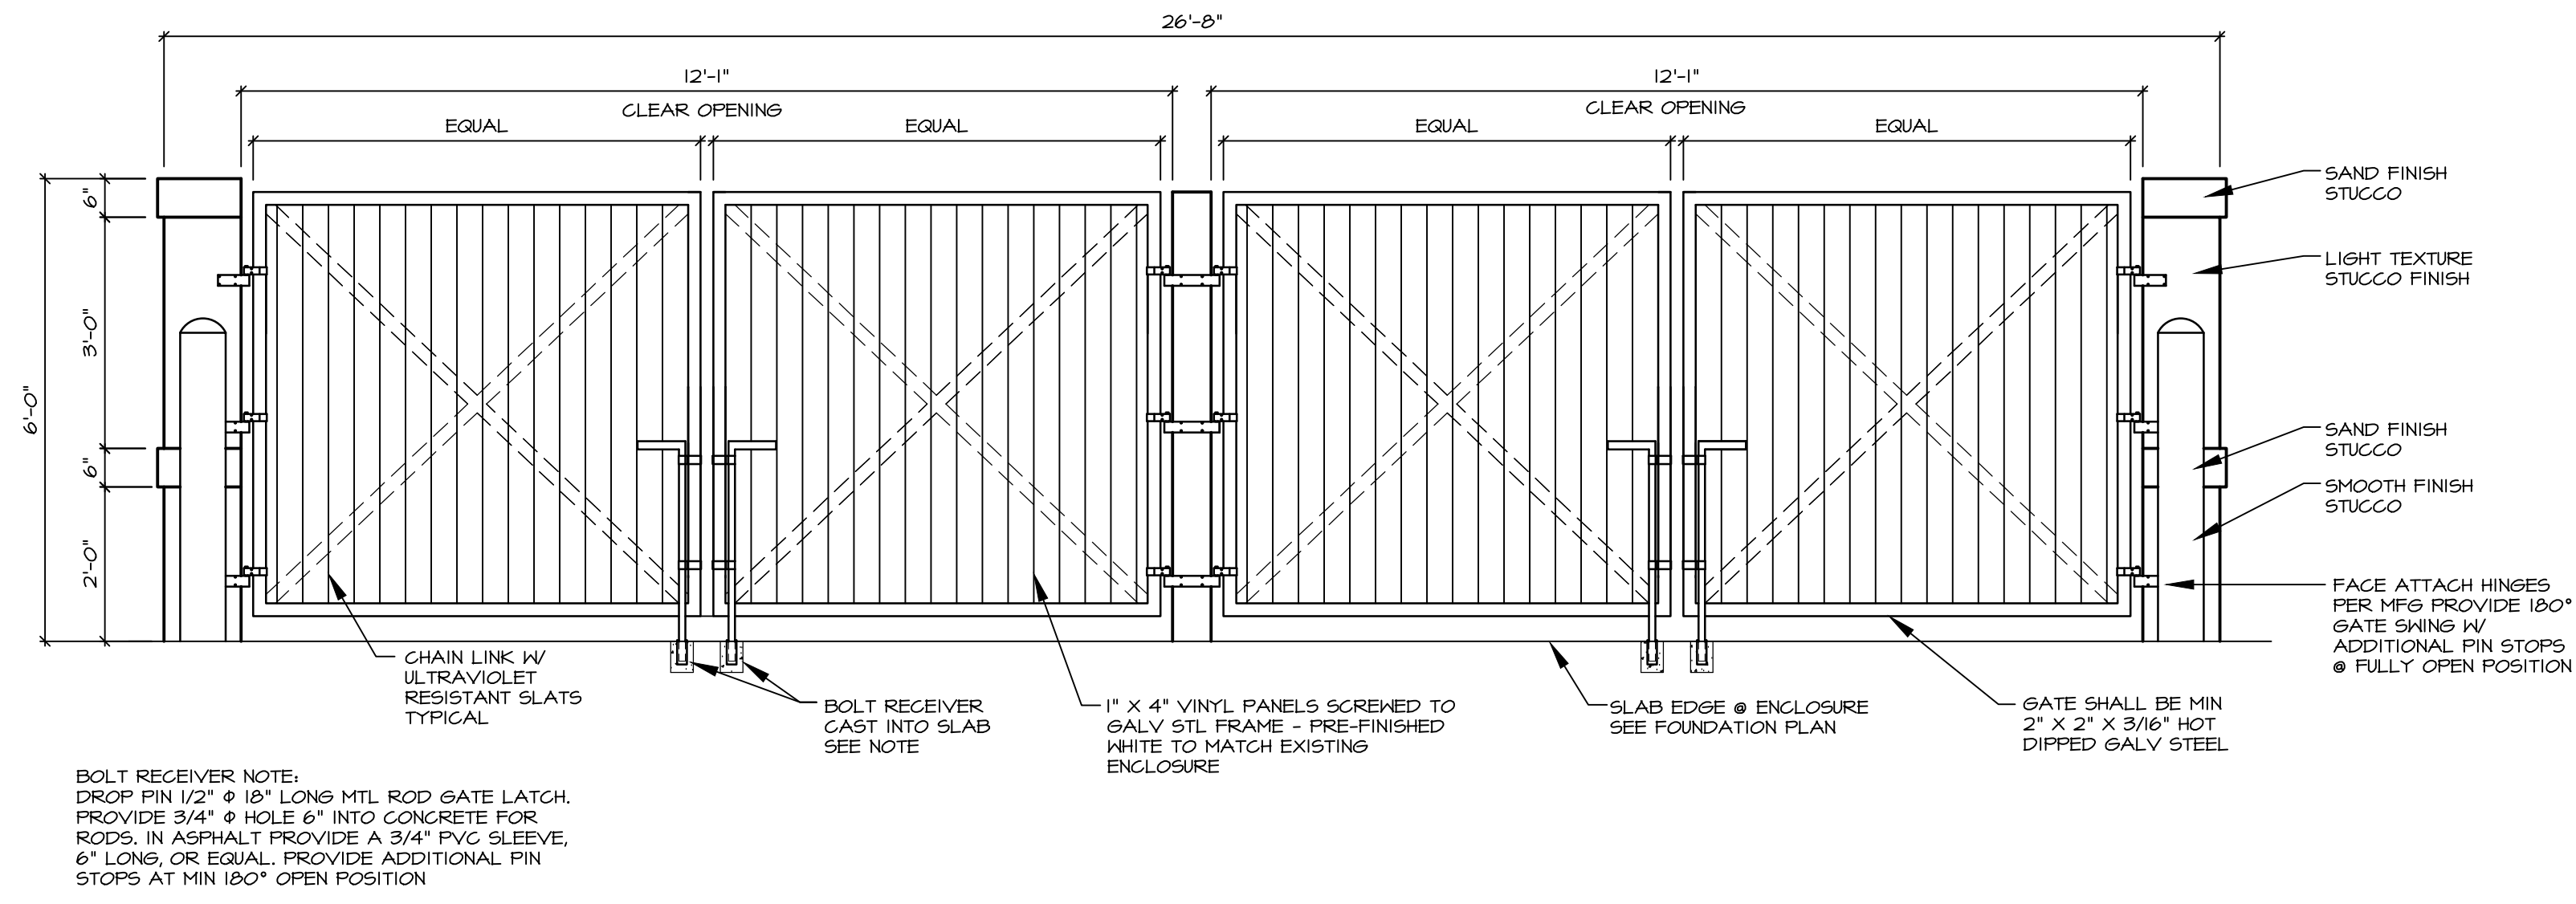 26'-8"
12'-1"
12'-1"
CLEAR OPENING
CLEAR OPENING
EQUAL
EQUAL
EQUAL
EQUAL
6"
3'-0"
6'-0"
6"
2'-0"
SAND FINISH
STUCCO
LIGHT TEXTURE
STUCCO FINISH
SAND FINISH
STUCCO
SMOOTH FINISH
STUCCO
FACE ATTACH HINGES
PER MFG PROVIDE 180°
GATE SWING W/
ADDITIONAL PIN STOPS
@ FULLY OPEN POSITION
CHAIN LINK W/
ULTRAVIOLET
RESISTANT SLATS
TYPICAL
BOLT RECEIVER
CAST INTO SLAB
SEE NOTE
1" X 4" VINYL PANELS SCREWED TO
GALV STL FRAME - PRE-FINISHED
WHITE TO MATCH EXISTING
ENCLOSURE
SLAB EDGE @ ENCLOSURE
SEE FOUNDATION PLAN
GATE SHALL BE MIN
2" X 2" X 3/16" HOT
DIPPED GALV STEEL
BOLT RECEIVER NOTE:
DROP PIN 1/2" Φ 18" LONG MTL ROD GATE LATCH.
PROVIDE 3/4" Φ HOLE 6" INTO CONCRETE FOR
RODS. IN ASPHALT PROVIDE A 3/4" PVC SLEEVE,
6" LONG, OR EQUAL. PROVIDE ADDITIONAL PIN
STOPS AT MIN 180° OPEN POSITION